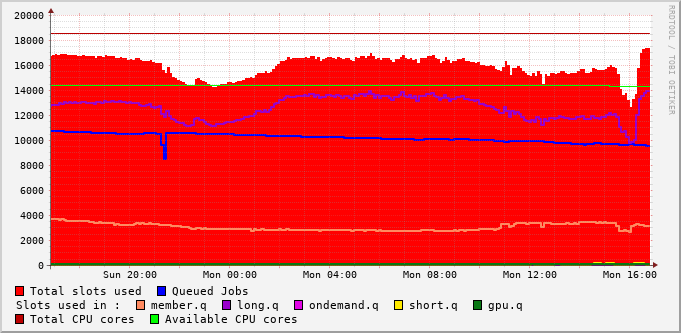 RRDTOOL / TOBI OETIKER
20000
18000
16000
14000
12000
10000
8000
6000
4000
2000
0
Sun 20:00 Mon 00:00 Mon 04:00 Mon 08:00 Mon 12:00 Mon 16:00
Total slots used Queued Jobs
Slots used in : member.q long.q ondemand.q short.q gpu.q
Total CPU cores Available CPU cores